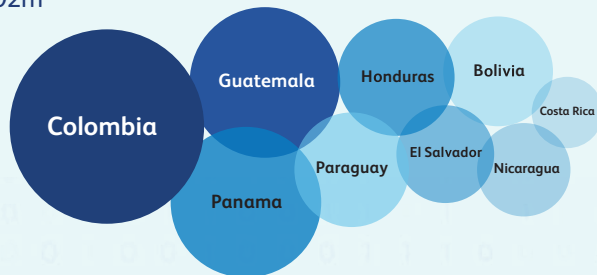 Colombia
Guatemala
Honduras
Bolivia
Costa Rica
Panama
Paraguay
El Salvador
Nicaragua